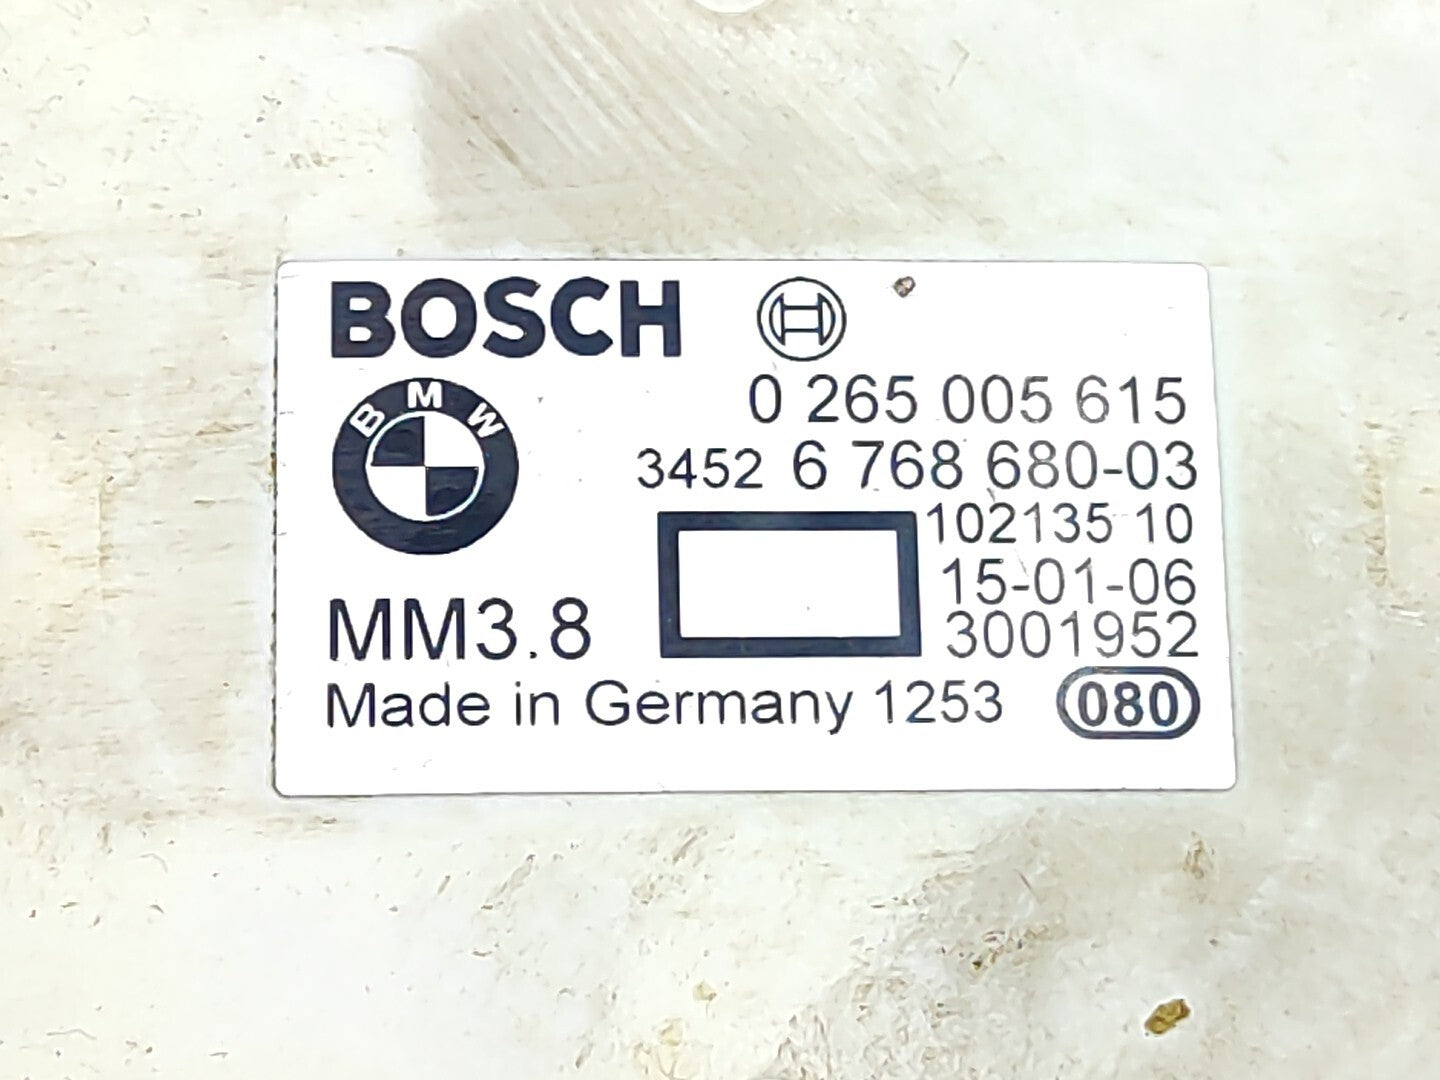 BOSCH
BMW
0 265 005 615
3452 6 768 680-03
102135 10
15-01-06
MM3.8
3001952
Made in Germany 1253
080